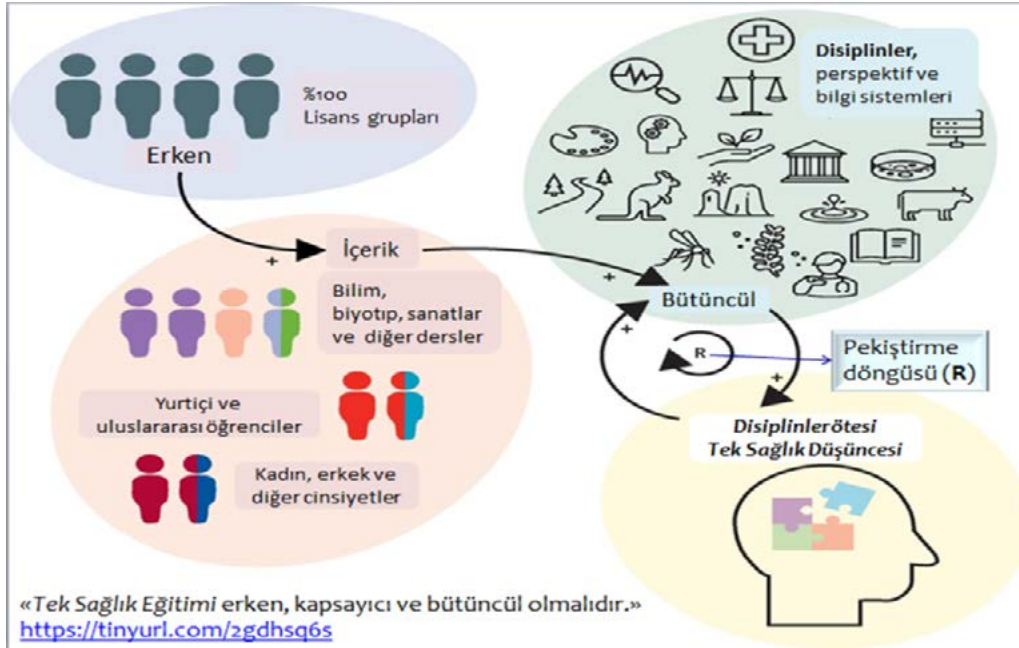 %100
Lisans grupları
Erken
Disiplinler,
perspektif ve
bilgi sistemleri
+
İçerik
Bilim,
biyotıp, sanatlar
ve diğer dersler
Yurtiçi ve
uluslararası öğrenciler
Kadın, erkek ve
diğer cinsiyetler
+
Bütüncül
+
R
+
Pekiştirme
döngüsü (R)
Disiplinlerötesi
Tek Sağlık Düşüncesi
«Tek Sağlık Eğitimi erken, kapsayıcı ve bütüncül olmalıdır.»
https://tinyurl.com/2gdhsq6s